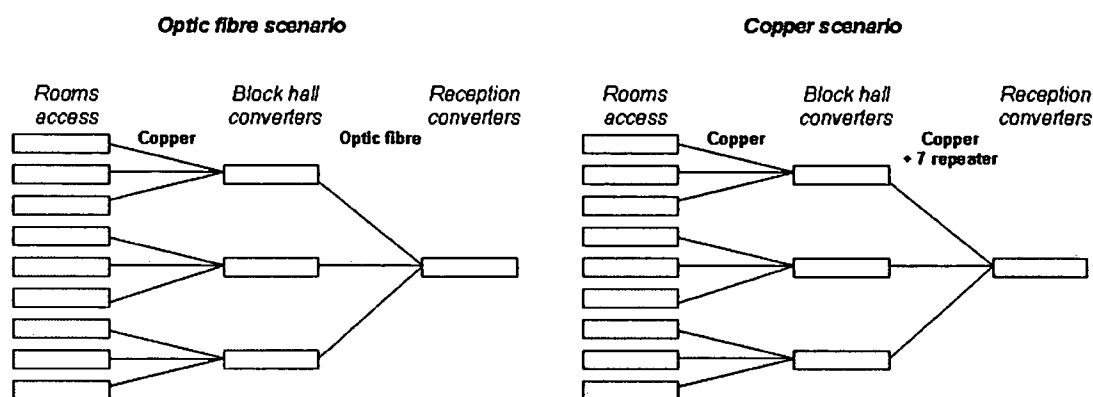 Optic fibre scenario
Rooms access
Block hall converters
Reception converters
Copper
Optic fibre
Copper scenario
Rooms access
Block hall converters
Reception converters
Copper
Copper
+ 7 repeater